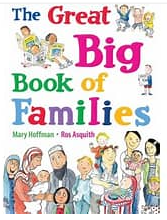 The Great
Big
Book of
Families
Mary Hoffman • Ros Asquith